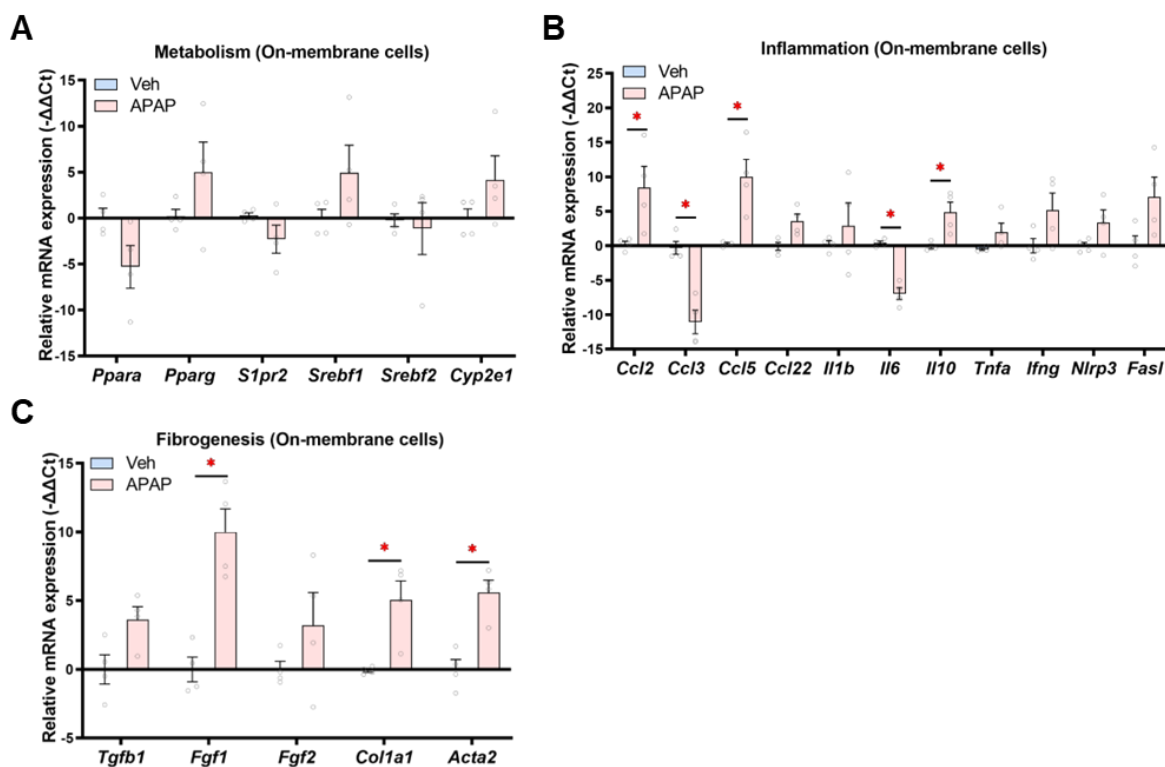 A
Metabolism (On-membrane cells)
Veh
APAP
Relative mRNA expression (-ΔΔCt)
15
10
5
0
-5
-10
-15
Ppara Pparg S1pr2 Srebf1 Srebf2 Cyp2e1
B
Inflammation (On-membrane cells)
Veh
APAP
Relative mRNA expression (-ΔΔCt)
25
20
15
10
5
0
-5
-10
-15
* * * * *
Ccl2 Ccl3 Ccl5 Ccl22 Il1b Il6 Il10 Tnfa Ifng Nlrp3 Fasl
C
Fibrogenesis (On-membrane cells)
Veh
APAP
Relative mRNA expression (-ΔΔCt)
15
10
5
0
-5
* * *
Tgfb1 Fgf1 Fgf2 Col1a1 Acta2